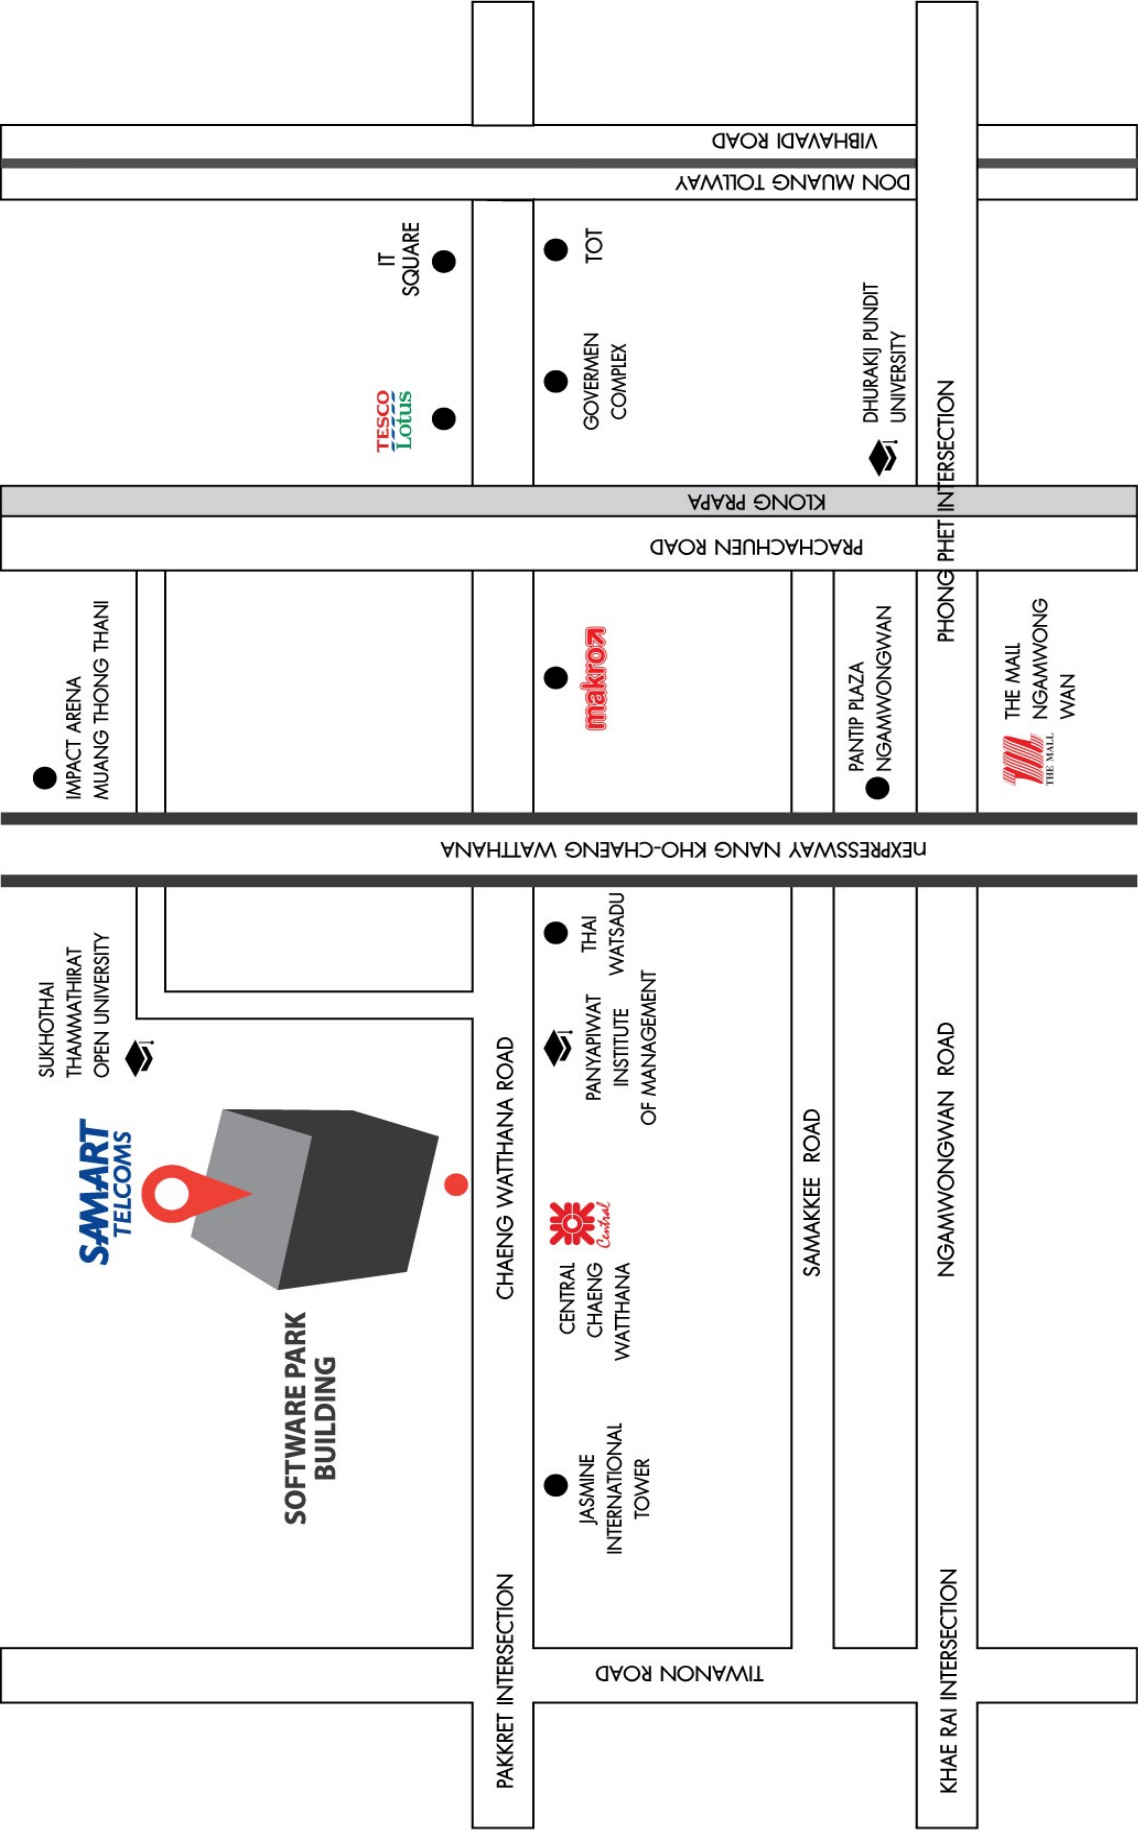 SUKHOTHAI
THAMMATHIRAT
OPEN UNIVERSITY
IMPACT ARENA
MUANG THONG THANI
SAMART
TELCOMS
SOFTWARE PARK
BUILDING
TESCO
Lotus
IT
SQUARE
PAKKRET INTERSECTION
CHAENG WATTHANA ROAD
JASMINE
INTERNATIONAL
TOWER
CENTRAL
CHAENG
WATTHANA
Central
PANYAPIWAT
INSTITUTE
OF MANAGEMENT
THAI
WATSADU
makro
GOVERMEN
COMPLEX
TOT
TIWANON ROAD
nEXPRESSWAY NANG KHO-CHAENG WATTHANA
PRACHACHUEN ROAD
KLONG PRAPA
DON MUANG TOLLWAY
VIBHAVADI ROAD
SAMAKKEE ROAD
PANTIP PLAZA
NGAMWONGWAN
DHURAKIJ PUNDIT
UNIVERSITY
KHAE RAI INTERSECTION
NGAMWONGWAN ROAD
PHONG PHET INTERSECTION
THE MALL
THE MALL
NGAMWONG
WAN